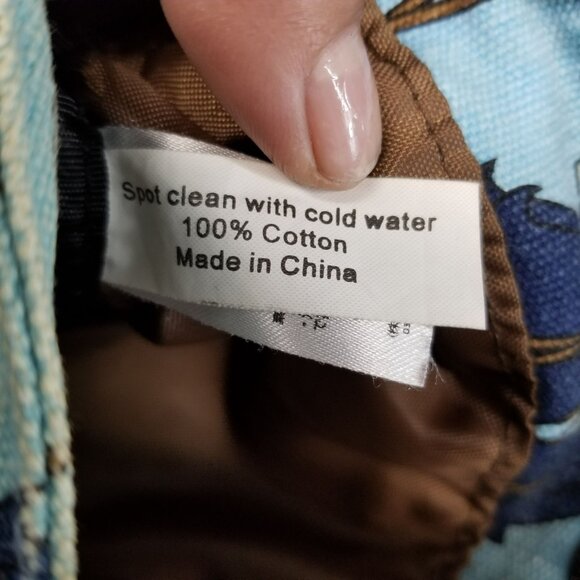 Spot clean with cold water
100% Cotton
Made in China